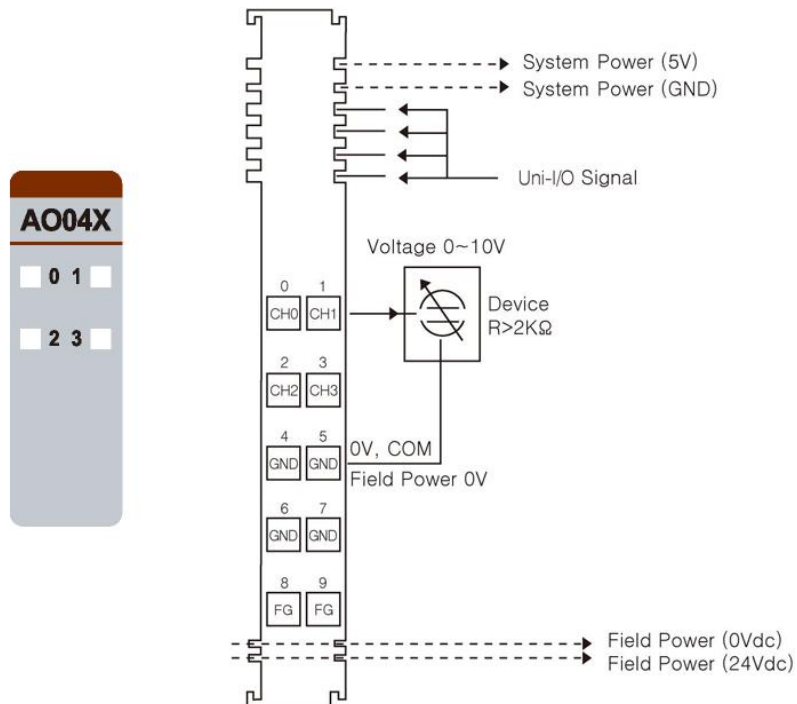 AO04X
0 1
2 3
System Power (5V)
System Power (GND)
Uni-I/O Signal
Voltage 0~10V
Device
R>2KΩ
0 1
CH0 CH1
2 3
CH2 CH3
4 5
GND GND
0V, COM
Field Power 0V
6 7
GND GND
8 9
FG FG
Field Power (0Vdc)
Field Power (24Vdc)